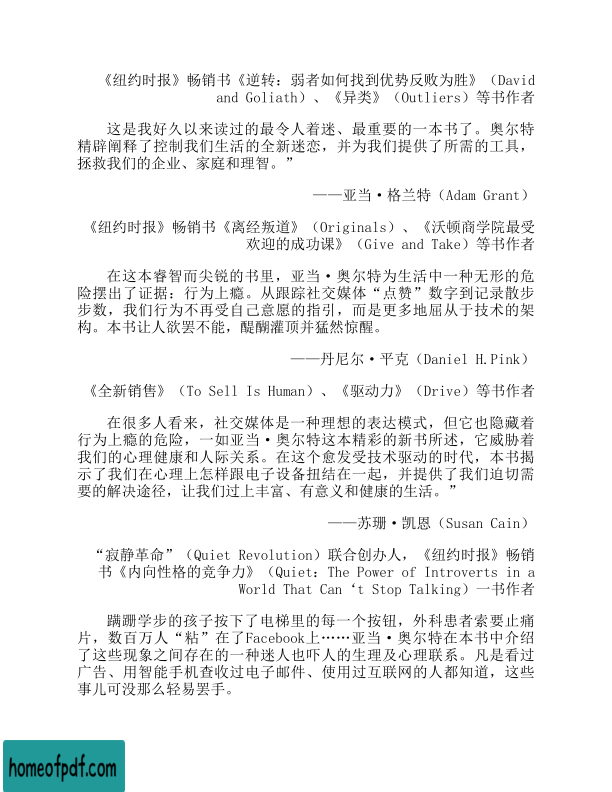 《纽约时报》畅销书《逆转：弱者如何找到优势反败为胜》（David
and Goliath）、《异类》（Outliers）等书作者
这是我好久以来读过的最令人着迷、最重要的一本书了。奥尔特
精辟阐释了控制我们生活的全新迷恋，并为我们提供了所需的工具，
拯救我们的企业、家庭和理智。”
——亚当·格兰特（Adam Grant）
《纽约时报》畅销书《离经叛道》（Originals）、《沃顿商学院最受
欢迎的成功课》（Give and Take）等书作者
在这本睿智而尖锐的书里，亚当·奥尔特为生活中一种无形的危
险摆出了证据：行为上瘾。从跟踪社交媒体“点赞”数字到记录散步
步数，我们行为不再受自己意愿的指引，而是更多地屈从于技术的架
构。本书让人欲罢不能，醍醐灌顶并猛然惊醒。
——丹尼尔·平克（Daniel H.Pink）
《全新销售》（To Sell Is Human）、《驱动力》（Drive）等书作者
在很多人看来，社交媒体是一种理想的表达模式，但它也隐藏着
行为上瘾的危险，一如亚当·奥尔特这本精彩的新书所述，它威胁着
我们的心理健康和人际关系。在这个愈发受技术驱动的时代，本书揭
示了我们在心理上怎样跟电子设备扭结在一起，并提供了我们迫切需
要的解决途径，让我们过上丰富、有意义和健康的生活。”
——苏珊·凯恩（Susan Cain）
“寂静革命”（Quiet Revolution）联合创办人，《纽约时报》畅销
书《内向性格的竞争力》（Quiet：The Power of Introverts in a
World That Can‘t Stop Talking）一书作者
蹒跚学步的孩子按下了电梯里的每一个按钮，外科患者索要止痛
片，数百万人“粘”在了Facebook上……亚当·奥尔特在本书中介绍
了这些现象之间存在的一种迷人也吓人的生理及心理联系。凡是看过
广告、用智能手机查收过电子邮件、使用过互联网的人都知道，这些
事儿可没那么轻易罢手。
homeofpdf.com